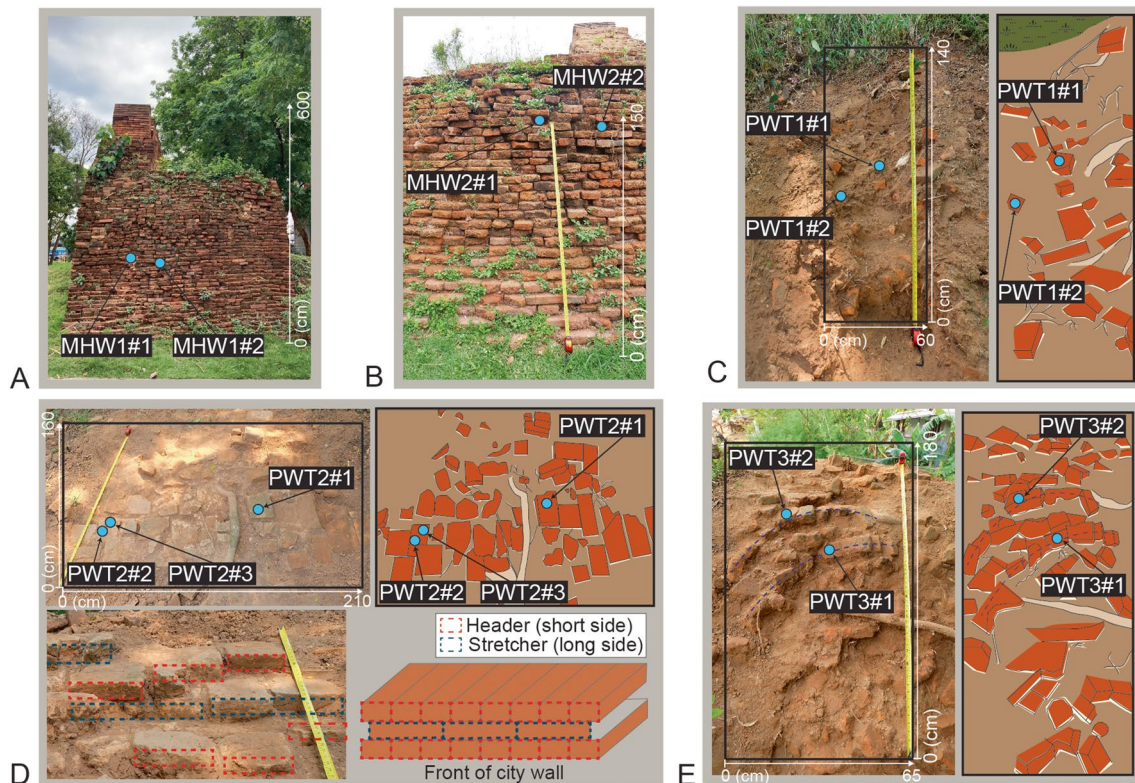 600
0 (cm)
MHW1#1
MHW1#2
A
MHW2#2
150
MHW2#1
0 (cm)
B
140
PWT1#1
PWT1#2
0 (cm)
0 (cm)
60
PWT1#1
PWT1#2
C
160
PWT2#1
PWT2#2
PWT2#3
0 (cm)
0 (cm)
210
PWT2#1
PWT2#2
PWT2#3
Header (short side)
Stretcher (long side)
Front of city wall
D
180
PWT3#2
PWT3#1
0 (cm)
0 (cm)
65
PWT3#2
PWT3#1
E